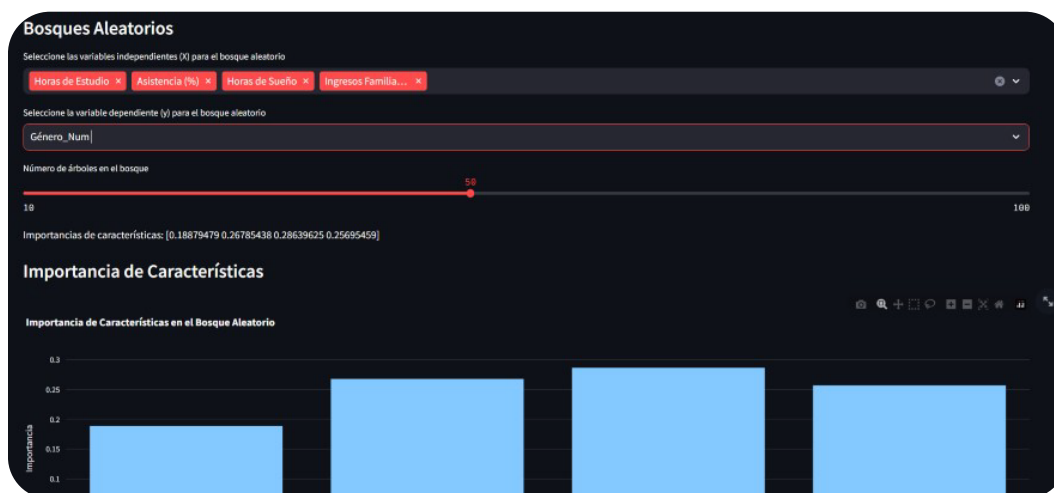 Bosques Aleatorios
Seleccione las variables independientes (X) para el bosque aleatorio
Horas de Estudio × Asistencia (%) × Horas de Sueño × Ingresos Familia... ×
Seleccione la variable dependiente (y) para el bosque aleatorio
Género_Num
Número de árboles en el bosque
50
10 100
Importancias de características: [0.18879479 0.26785438 0.28639625 0.25695459]
Importancia de Características
Importancia de Características en el Bosque Aleatorio
0.3
0.25
0.2
0.15
0.1
Importancia